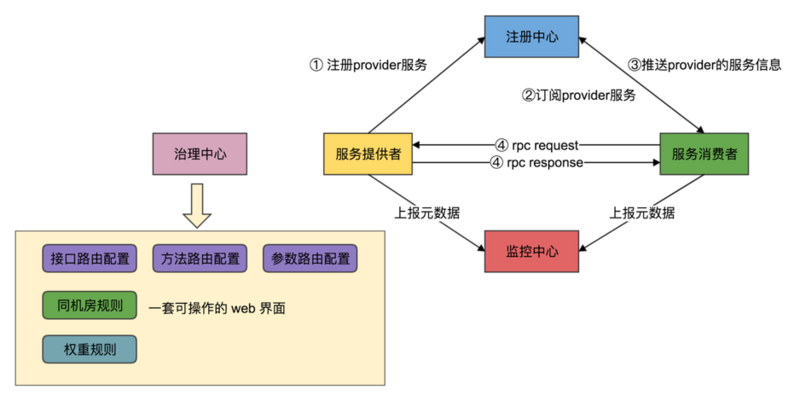 注册中心
① 注册provider服务
③推送provider的服务信息
②订阅provider服务
治理中心
服务提供者
④ rpc request
④ rpc response
服务消费者
上报元数据
上报元数据
监控中心
接口路由配置
方法路由配置
参数路由配置
同机房规则
一套可操作的 web 界面
权重规则